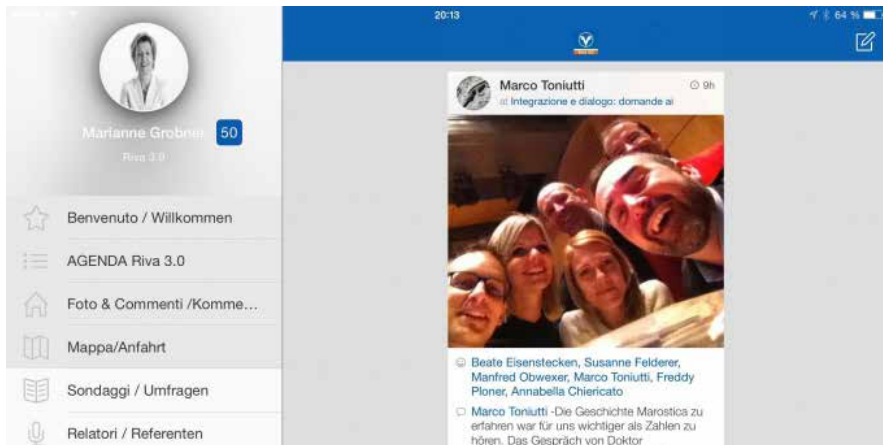 20:13
64 %
Marianne Grobner 50
Riva 3.0
Benvenuto / Willkommen
AGENDA Riva 3.0
Foto & Commenti /Komme...
Mappa/Anfahrt
Sondaggi / Umfragen
Relatori / Referenten
Marco Toniutti 9h
at Integrazione e dialogo: domande ai
Beate Eisenstecken, Susanne Felderer,
Manfred Obwexer, Marco Toniutti, Freddy
Ploner, Annabella Chiericato
Marco Toniutti -Die Geschichte Marostica zu
erfahren war für uns wichtiger als Zahlen zu
hören. Das Gespräch von Doktor